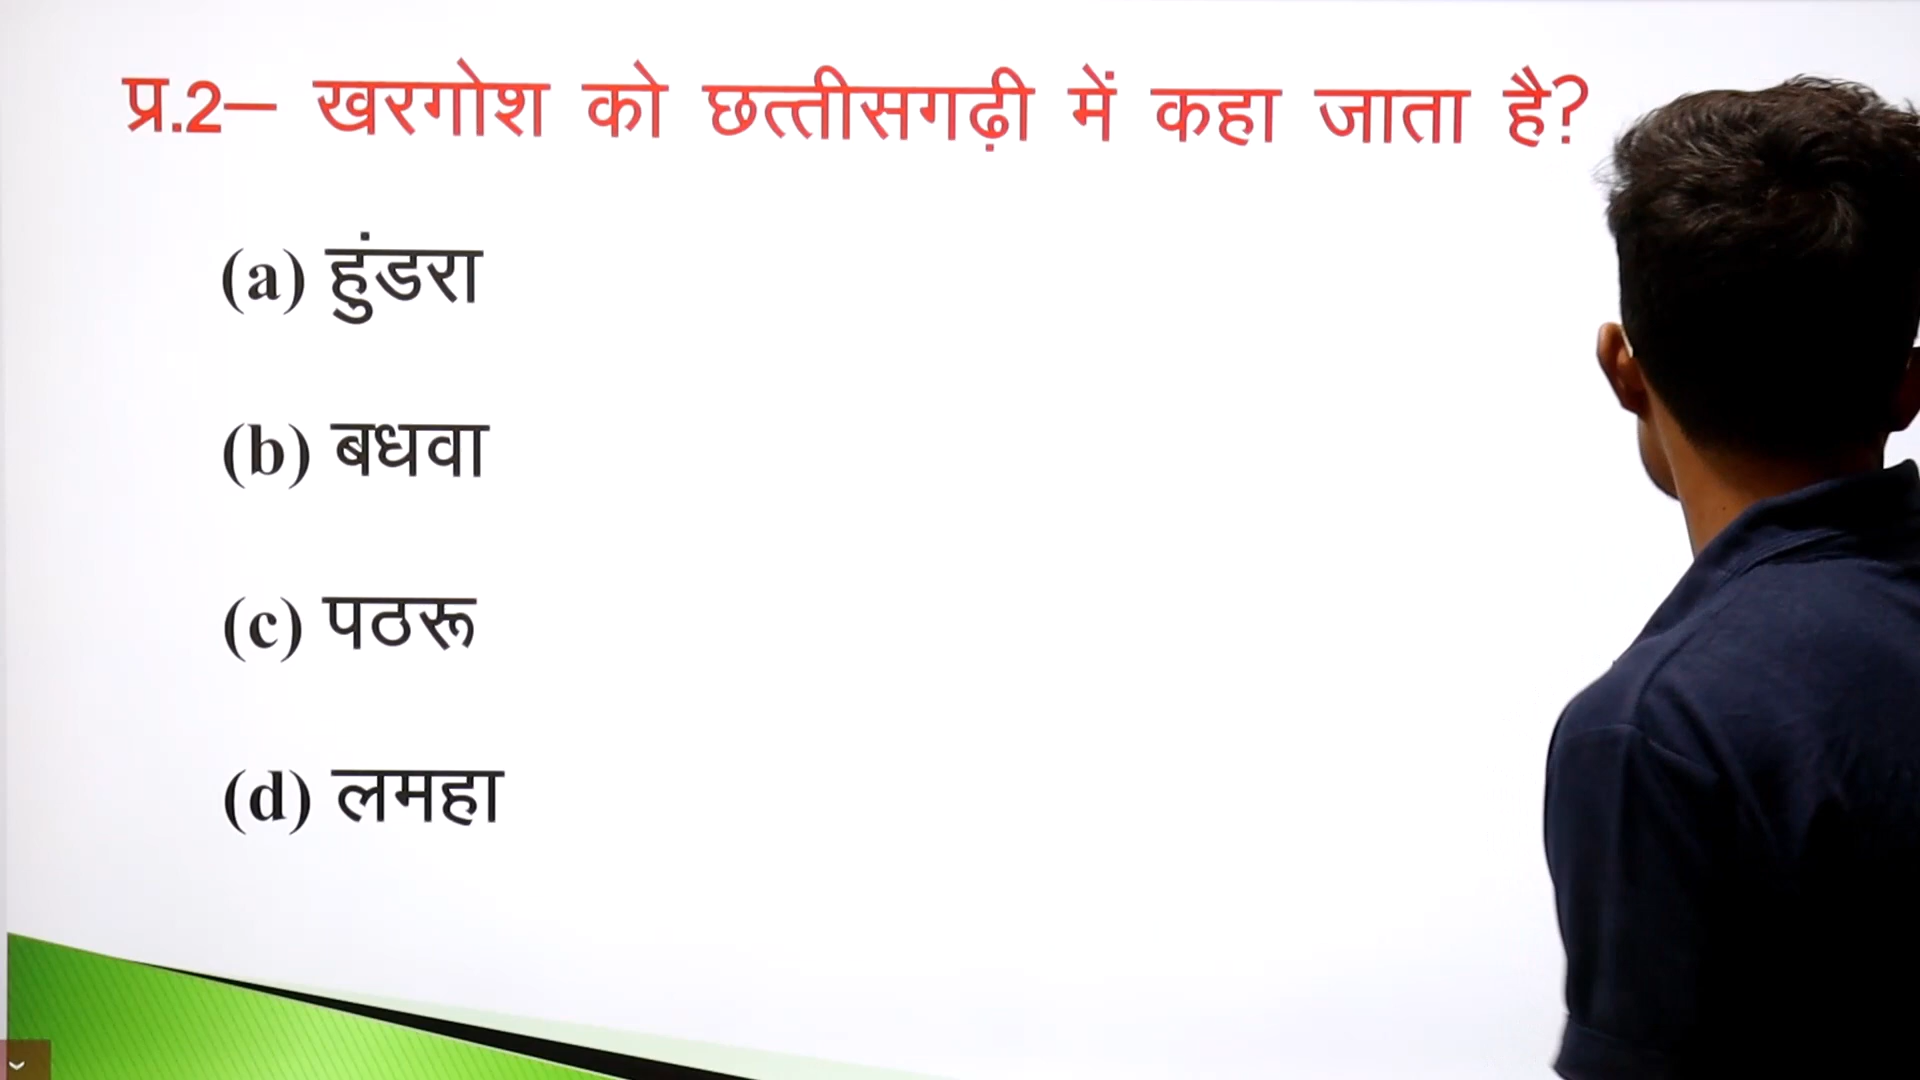 प्र.2– खरगोश को छत्तीसगढ़ी में कहा जाता है?
(a) हुंडरा
(b) बधवा
(c) पठरू
(d) लमहा